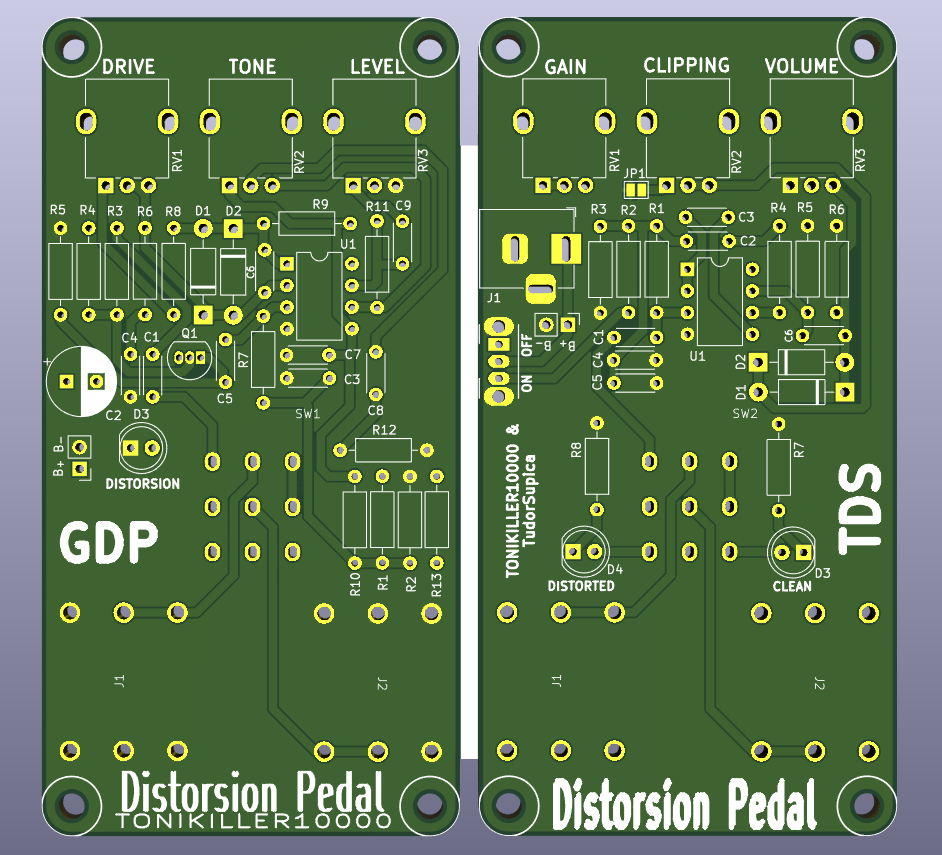 DRIVE TONE LEVEL
RV1 RV2 RV3
R5 R4 R3 R6 R8 D1 D2 R9 R11 C9
U1
C6
C4 C1 Q1
+
R7 C7
C3
C2 D3 C5 SW1 C8
B- R12
B+
DISTORSION
GDP
R10 R1 R2 R13
J1 J2
Distorsion Pedal
TONIKILLER10000
GAIN CLIPPING VOLUME
RV1 RV2 RV3
JP1
R3 R2 R1 C3 R4 R5 R6
C2
J1
B- B+
OFF
ON
C1 C6
C4 U1 D2
C5 D1
SW2
R8 R7
TONIKILLER10000 &
TudorSupica
TDS
D4 D3
DISTORTED CLEAN
J1 J2
Distorsion Pedal